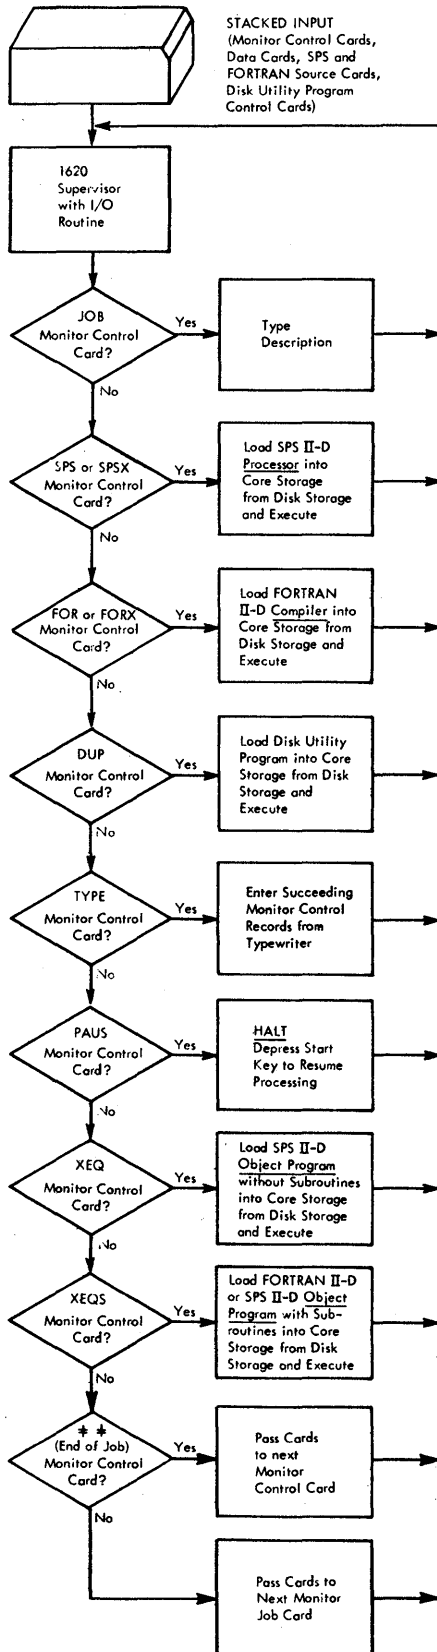 STACKED INPUT
(Monitor Control Cards,
Data Cards, SPS and
FORTRAN Source Cards,
Disk Utility Program
Control Cards)
1620
Supervisor
with I/O
Routine
JOB
Monitor Control
Card?
Yes
Type
Description
No
SPS or SPSX
Monitor Control
Card?
Yes
Load SPS II-D
Processor into
Core Storage
from Disk Storage
and Execute
No
FOR or FORX
Monitor Control
Card?
Yes
Load FORTRAN
II-D Compiler into
Core Storage from
Disk Storage and
Execute
No
DUP
Monitor Control
Card?
Yes
Load Disk Utility
Program into Core
Storage from Disk
Storage and
Execute
No
TYPE
Monitor Control
Card?
Yes
Enter Succeeding
Monitor Control
Records from
Typewriter
No
PAUS
Monitor Control
Card?
Yes
HALT
Depress Start
Key to Resume
Processing
No
XEQ
Monitor Control
Card?
Yes
Load SPS II-D
Object Program
without Subroutines
into Core Storage
from Disk Storage
and Execute
No
XEQS
Monitor Control
Card?
Yes
Load FORTRAN II-D
or SPS II-D Object
Program with Sub-
routines into Core
Storage from Disk
Storage and Execute
No
‡ ‡
(End of Job)
Monitor Control
Card?
Yes
Pass Cards
to next
Monitor
Control Card
No
Pass Cards to
Next Monitor
Job Card